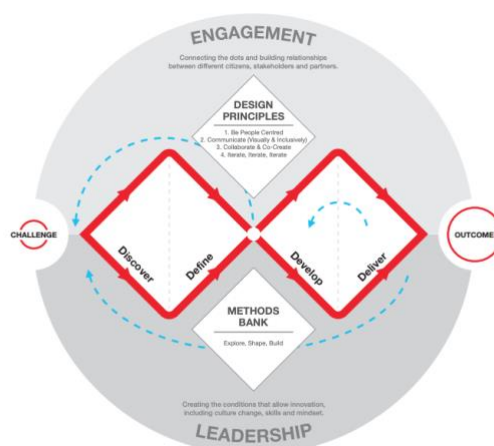 ENGAGEMENT
Connecting the dots and building relationships
between different citizens, stakeholders and partners.
DESIGN
PRINCIPLES
1. Be People Centred
2. Communicate (Visually & Inclusively)
3. Collaborate & Co-Create
4. Iterate, Iterate, Iterate
CHALLENGE
OUTCOME
Discover
Define
Develop
Deliver
METHODS
BANK
Explore, Shape, Build
Creating the conditions that allow innovation,
including culture change, skills and mindset.
LEADERSHIP